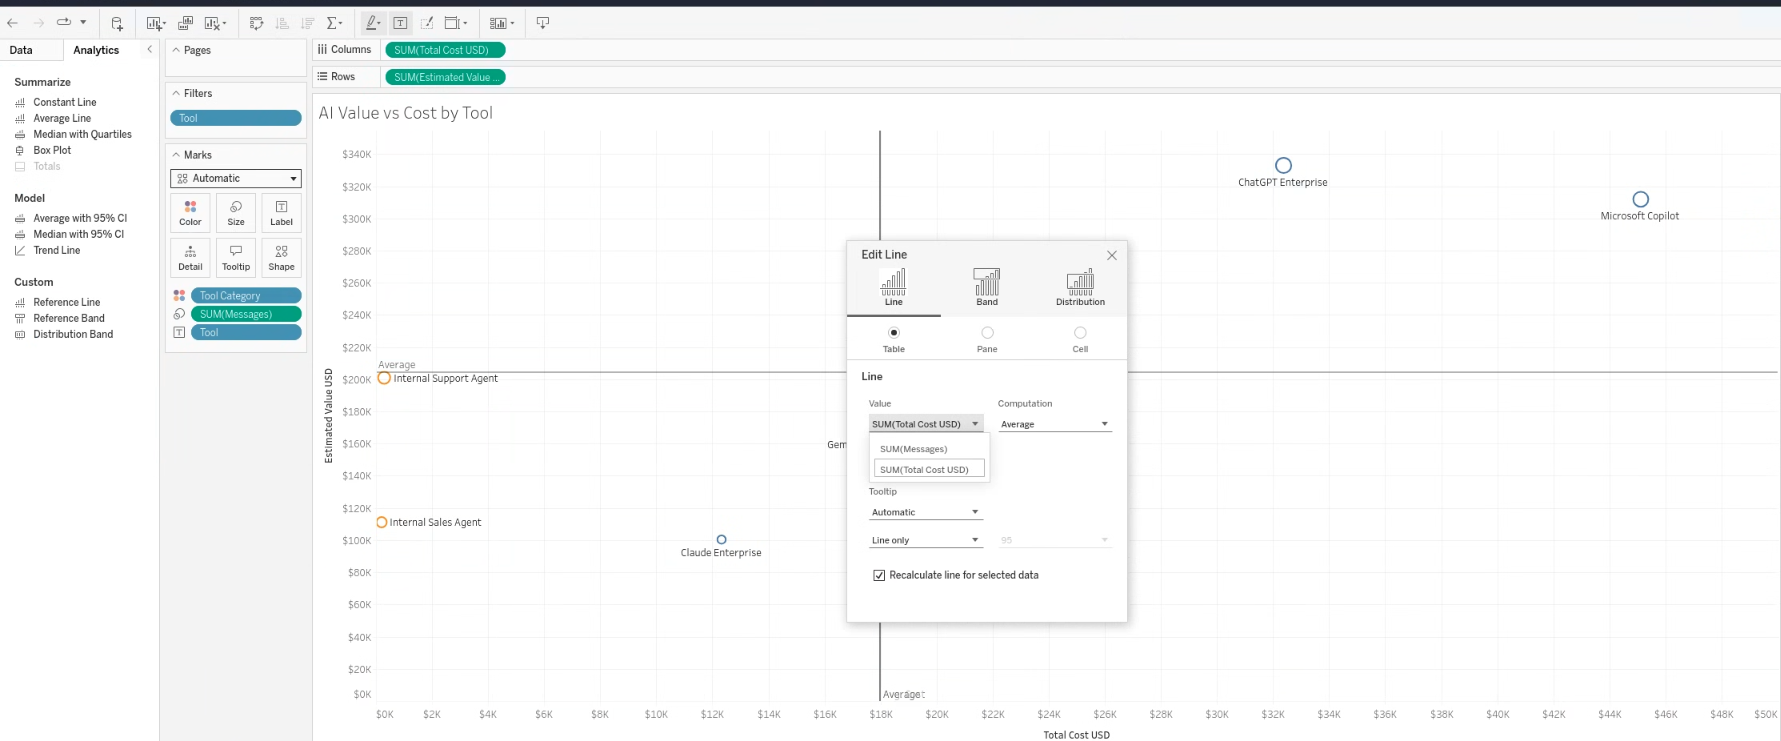 Data
Analytics
Summarize
Constant Line
Average Line
Median with Quartiles
Box Plot
Totals
Model
Average with 95% CI
Median with 95% CI
Trend Line
Custom
Reference Line
Reference Band
Distribution Band
Pages
Filters
Tool
Marks
Automatic
Color
Size
Label
Detail
Tooltip
Shape
Tool Category
SUM(Messages)
Tool
Columns
SUM(Total Cost USD)
Rows
SUM(Estimated Value ...
AI Value vs Cost by Tool
Estimated Value USD
$340K
$320K
$300K
$280K
$260K
$240K
$220K
$200K
$180K
$160K
$140K
$120K
$100K
$80K
$60K
$40K
$20K
$0K
ChatGPT Enterprise
Microsoft Copilot
Average
Internal Support Agent
Gem
Internal Sales Agent
Claude Enterprise
Edit Line
Line
Band
Distribution
Table
Pane
Cell
Line
Value
Computation
SUM(Total Cost USD)
Average
SUM(Messages)
SUM(Total Cost USD)
Tooltip
Automatic
Line only
95
Recalculate line for selected data
$0K $2K $4K $6K $8K $10K $12K $14K $16K $18K $20K $22K $24K $26K $28K $30K $32K $34K $36K $38K $40K $42K $44K $46K $48K $50K
Total Cost USD